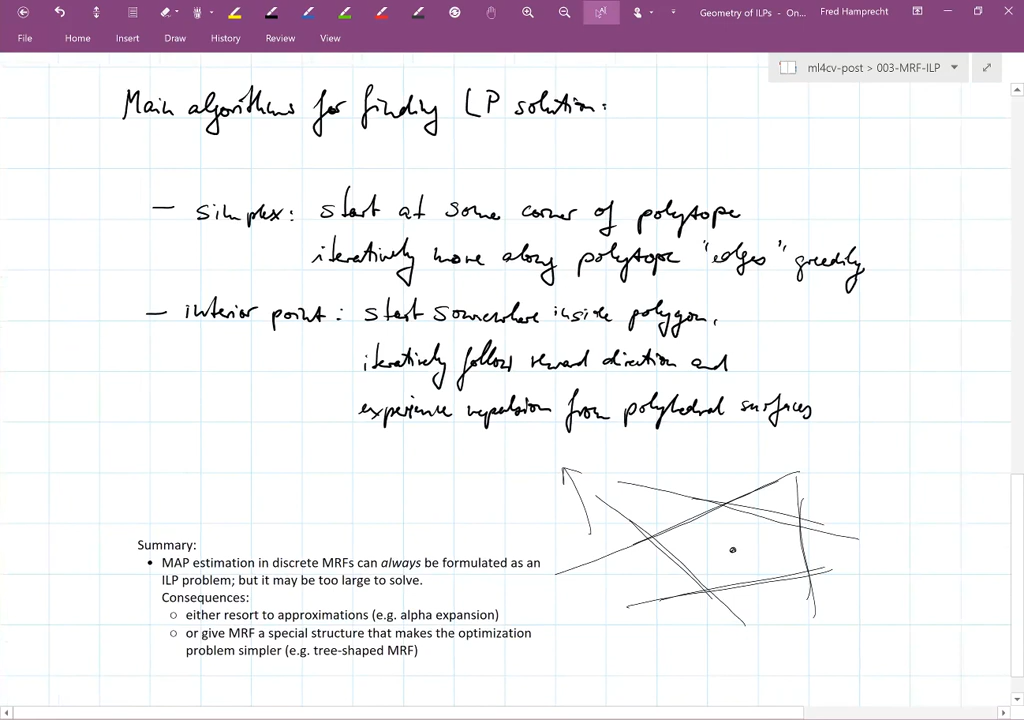 Geometry of ILPs - On...
Fred Hamprecht
File
Home
Insert
Draw
History
Review
View
ml4cv-post > 003-MRF-ILP
Main algorithms for finding LP solution:
— simplex: start at some corner of polytope
iteratively move along polytope "edges" greedily
— interior point: start somewhere inside polygon,
iteratively follow reward direction and
experience repulsion from polyhedral surfaces
Summary:
• MAP estimation in discrete MRFs can always be formulated as an
ILP problem; but it may be too large to solve.
Consequences:
○ either resort to approximations (e.g. alpha expansion)
○ or give MRF a special structure that makes the optimization
problem simpler (e.g. tree-shaped MRF)